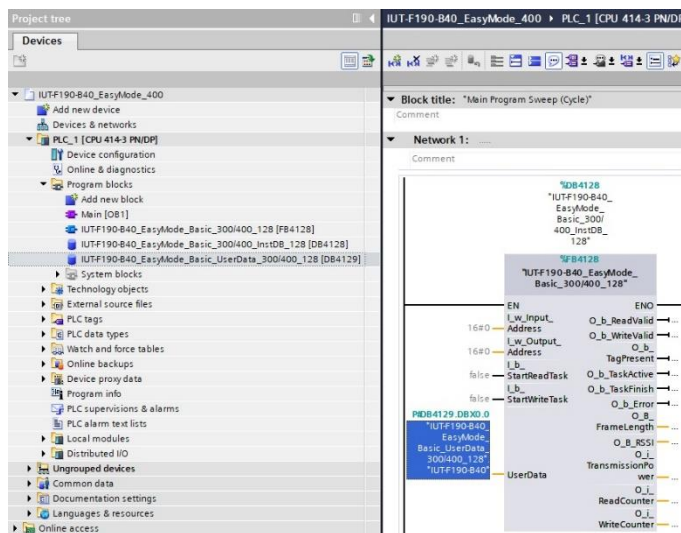 Project tree
IUT-F190-B40_EasyMode_400 ▸ PLC_1 [CPU 414-3 PN/DP
Devices
IUT-F190-B40_EasyMode_400
Add new device
Devices & networks
PLC_1 [CPU 414-3 PN/DP]
Device configuration
Online & diagnostics
Program blocks
Add new block
Main [OB1]
IUT-F190-B40_EasyMode_Basic_300/400_128 [FB4128]
IUT-F190-B40_EasyMode_Basic_300/400_InstDB_128 [DB4128]
IUT-F190-B40_EasyMode_Basic_UserData_300/400_128 [DB4129]
System blocks
Technology objects
External source files
PLC tags
PLC data types
Watch and force tables
Online backups
Device proxy data
Program info
PLC supervisions & alarms
PLC alarm text lists
Local modules
Distributed I/O
Ungrouped devices
Common data
Documentation settings
Languages & resources
Online access
Block title: "Main Program Sweep (Cycle)"
Comment
Network 1: .....
Comment
%DB4128
"IUT-F190-B40_
EasyMode_
Basic_300/
400_InstDB_
128"
%FB4128
"IUT-F190-B40_EasyMode_
Basic_300/400_128"
EN ENO
I_w_Input_
16#0 Address
I_w_Output_
16#0 Address
I_b_
false StartReadTask
I_b_
false StartWriteTask
P#DB4129.DBX0.0
"IUT-F190-B40_
EasyMode_
Basic_UserData_
300/400_128".
"IUT-F190-B40"
UserData
O_b_ReadValid ...
O_b_WriteValid ...
O_b_
TagPresent ...
O_b_TaskActive ...
O_b_TaskFinish ...
O_b_Error ...
O_B_
FrameLength ...
O_B_RSSI ...
O_i_
TransmissionPo
wer ...
O_i_
ReadCounter ...
O_i_
WriteCounter ...